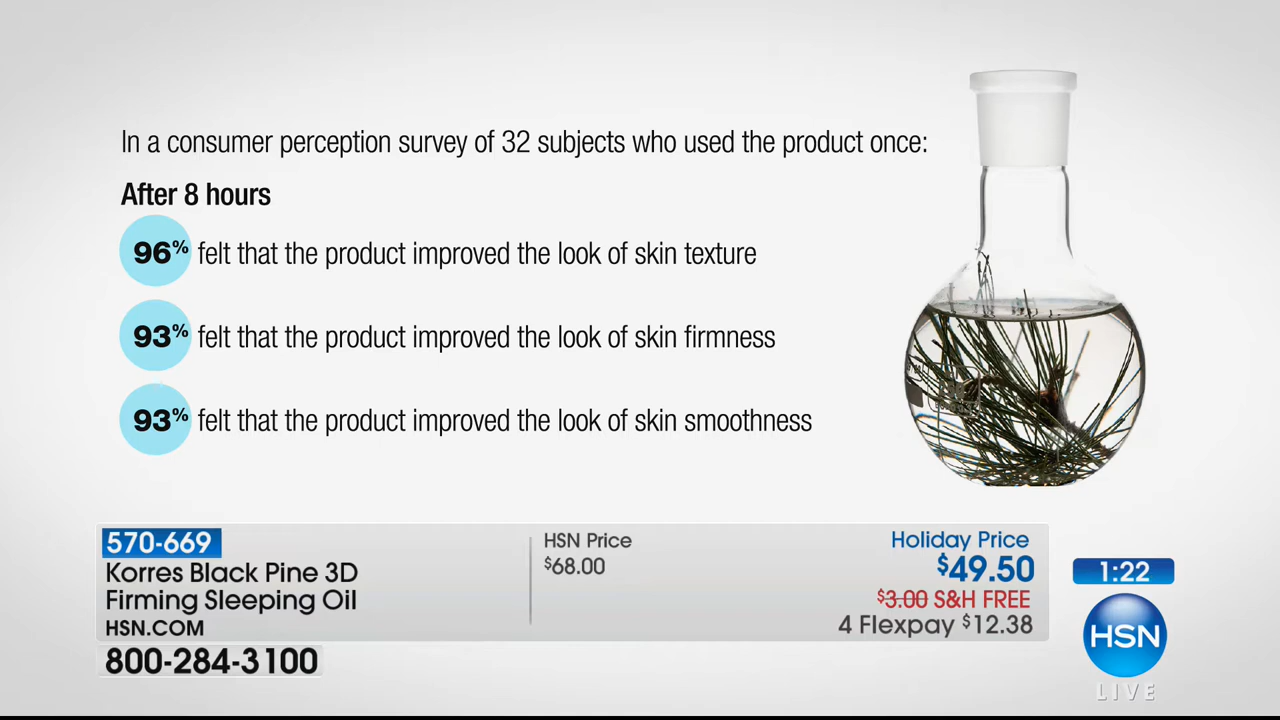 In a consumer perception survey of 32 subjects who used the product once:
After 8 hours
96% felt that the product improved the look of skin texture
93% felt that the product improved the look of skin firmness
93% felt that the product improved the look of skin smoothness
570-669
Korres Black Pine 3D
Firming Sleeping Oil
HSN.COM
800-284-3100
HSN Price
$68.00
Holiday Price
$49.50
$3.00 S&H FREE
4 Flexpay $12.38
1:22
HSN
LIVE